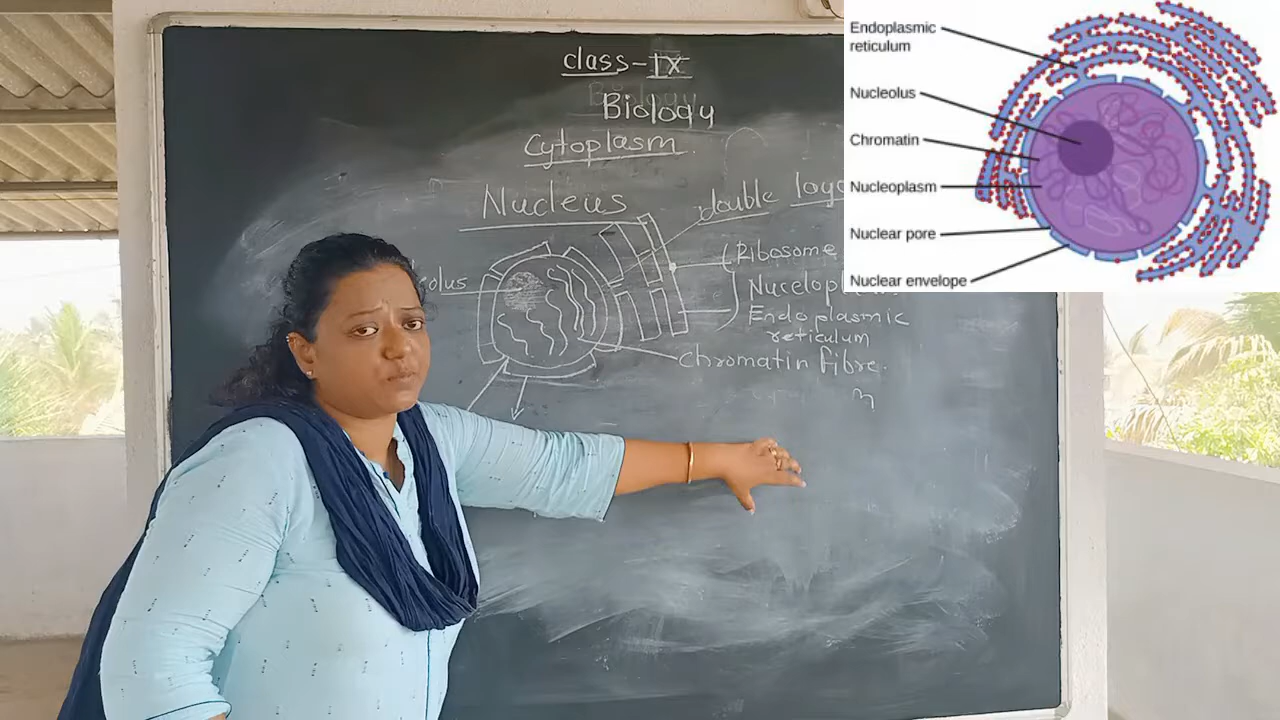 class-IX
Biology
Cytoplasm
Nucleus
double
Ribosome
Endoplasmic
reticulum
chromatin fibre.
Endoplasmic
reticulum
Nucleolus
Chromatin
Nucleoplasm
Nuclear pore
Nuclear envelope